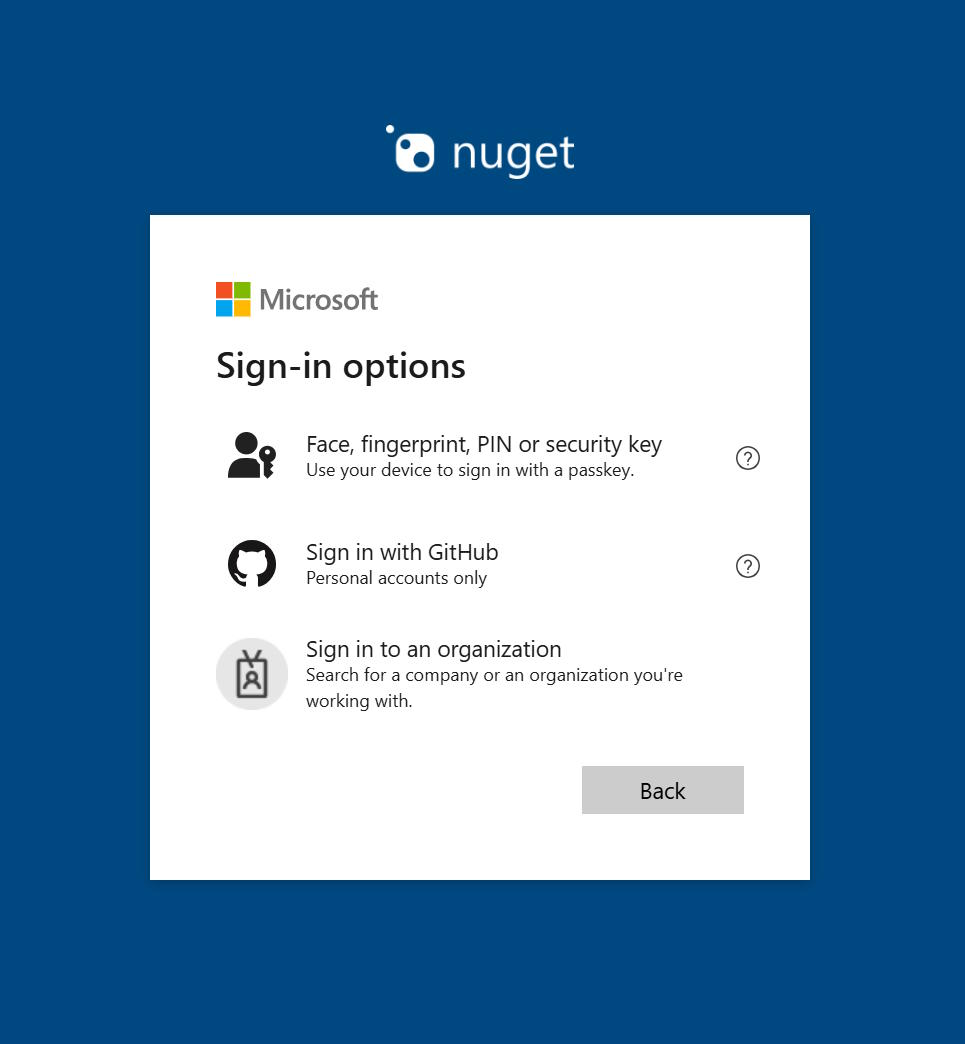 nuget
Microsoft
Sign-in options
Face, fingerprint, PIN or security key
Use your device to sign in with a passkey.
?
Sign in with GitHub
Personal accounts only
?
Sign in to an organization
Search for a company or an organization you're
working with.
Back